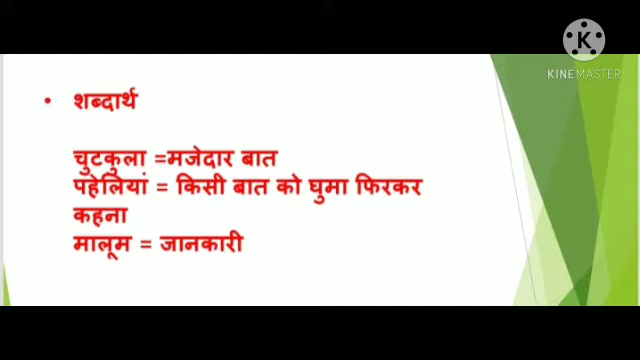 K
KINEMASTER
• शब्दार्थ
चुटकुला =मजेदार बात
पहेलियां = किसी बात को घुमा फिरकर
कहना
मालूम = जानकारी